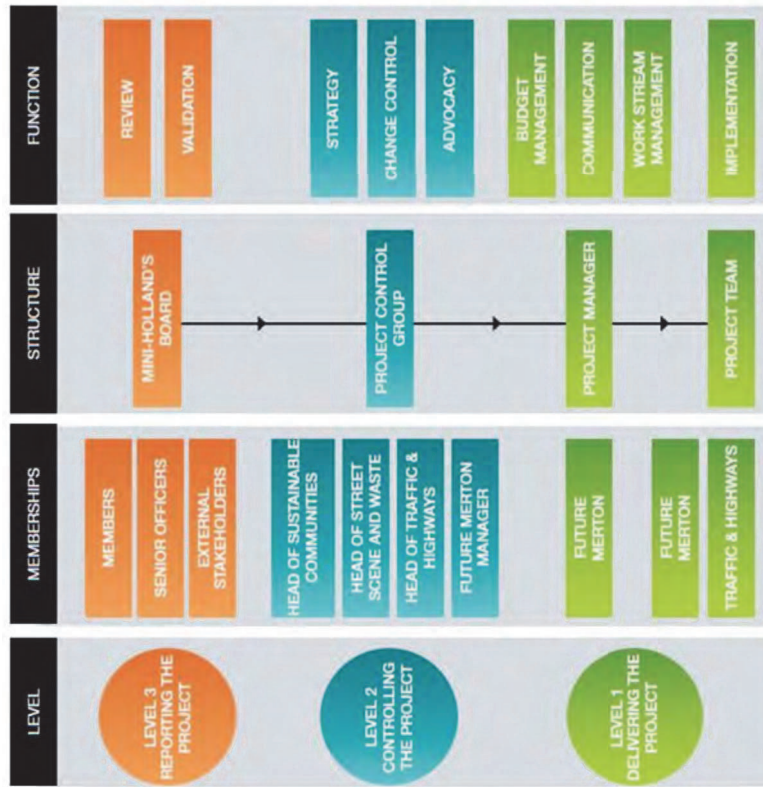 LEVEL
MEMBERSHIPS
STRUCTURE
FUNCTION
LEVEL 3
REPORTING THE
PROJECT
MEMBERS
SENIOR OFFICERS
EXTERNAL
STAKEHOLDERS
MINI-HOLLAND'S
BOARD
REVIEW
VALIDATION
LEVEL 2
CONTROLLING
THE PROJECT
HEAD OF SUSTAINABLE
COMMUNITIES
HEAD OF STREET
SCENE AND WASTE
HEAD OF TRAFFIC &
HIGHWAYS
FUTURE MERTON
MANAGER
PROJECT CONTROL
GROUP
STRATEGY
CHANGE CONTROL
ADVOCACY
LEVEL 1
DELIVERING THE
PROJECT
FUTURE
MERTON
FUTURE
MERTON
TRAFFIC & HIGHWAYS
PROJECT MANAGER
PROJECT TEAM
BUDGET
MANAGEMENT
COMMUNICATION
WORK STREAM
MANAGEMENT
IMPLEMENTATION